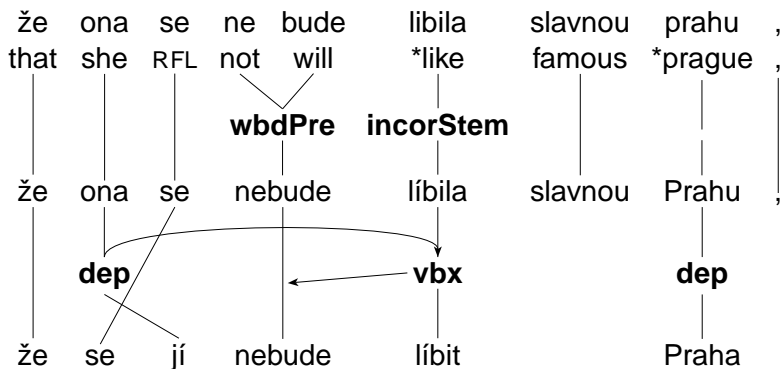 že ona se ne bude libila slavnou prahu ,
that she RFL not will *like famous *prague ,
wbdPre incorStem
že ona se nebude líbila slavnou Prahu ,
dep vbx dep
že se jí nebude líbit Praha